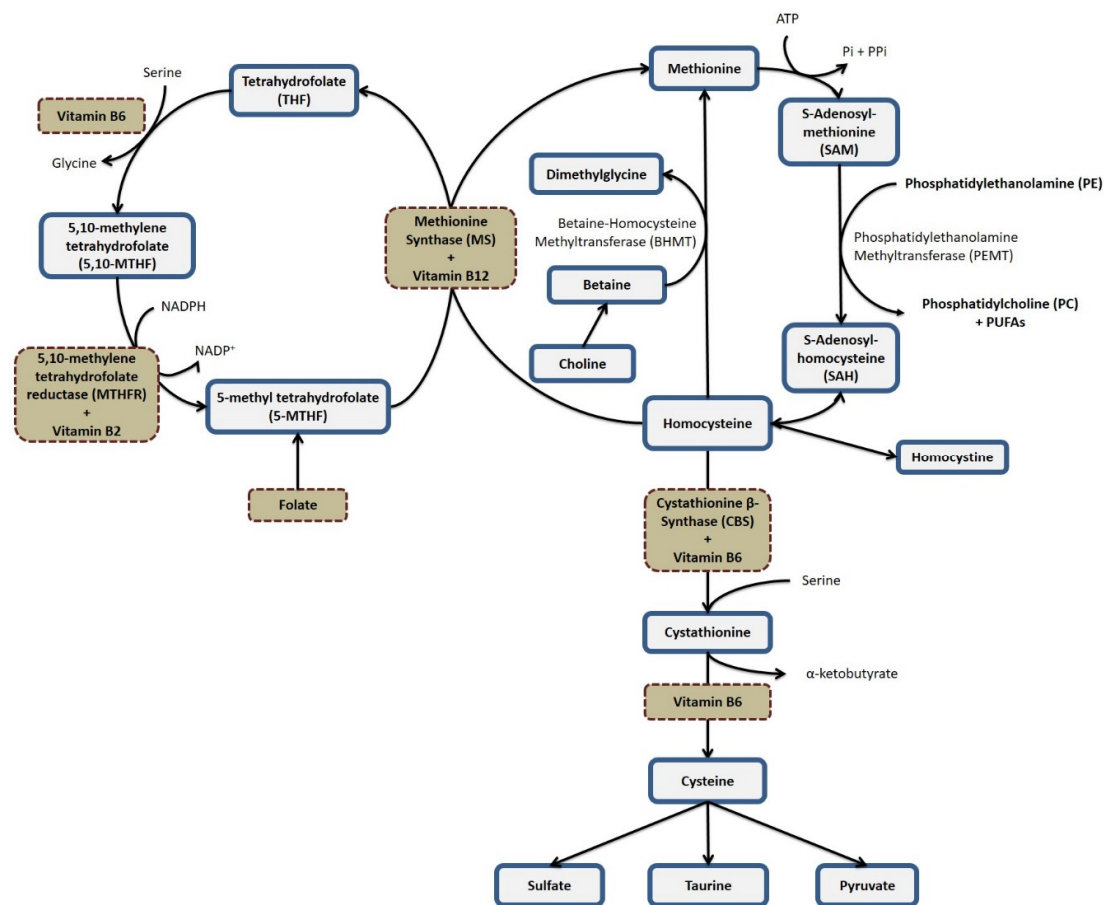 ATP
Pi + PPi
Methionine
Serine
Tetrahydrofolate
(THF)
Vitamin B6
Glycine
S-Adenosyl-
methionine
(SAM)
Dimethylglycine
Phosphatidylethanolamine (PE)
5,10-methylene
tetrahydrofolate
(5,10-MTHF)
Methionine
Synthase (MS)
+
Vitamin B12
Betaine-Homocysteine
Methyltransferase (BHMT)
Phosphatidylethanolamine
Methyltransferase (PEMT)
Betaine
NADPH
Phosphatidylcholine (PC)
+ PUFAs
NADP⁺
Choline
S-Adenosyl-
homocysteine
(SAH)
5,10-methylene
tetrahydrofolate
reductase (MTHFR)
+
Vitamin B2
5-methyl tetrahydrofolate
(5-MTHF)
Homocysteine
Homocystine
Folate
Cystathionine β-
Synthase (CBS)
+
Vitamin B6
Serine
Cystathionine
α-ketobutyrate
Vitamin B6
Cysteine
Sulfate
Taurine
Pyruvate